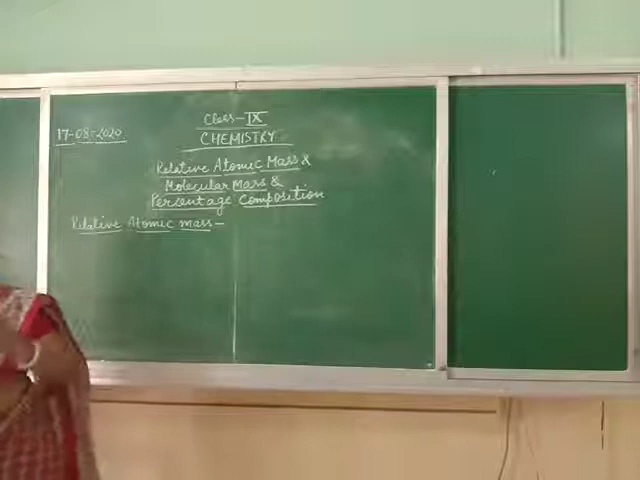 Class-IX
17-08-2020
CHEMISTRY
Relative Atomic Mass &
Molecular Mass &
Percentage Composition
Relative Atomic mass-